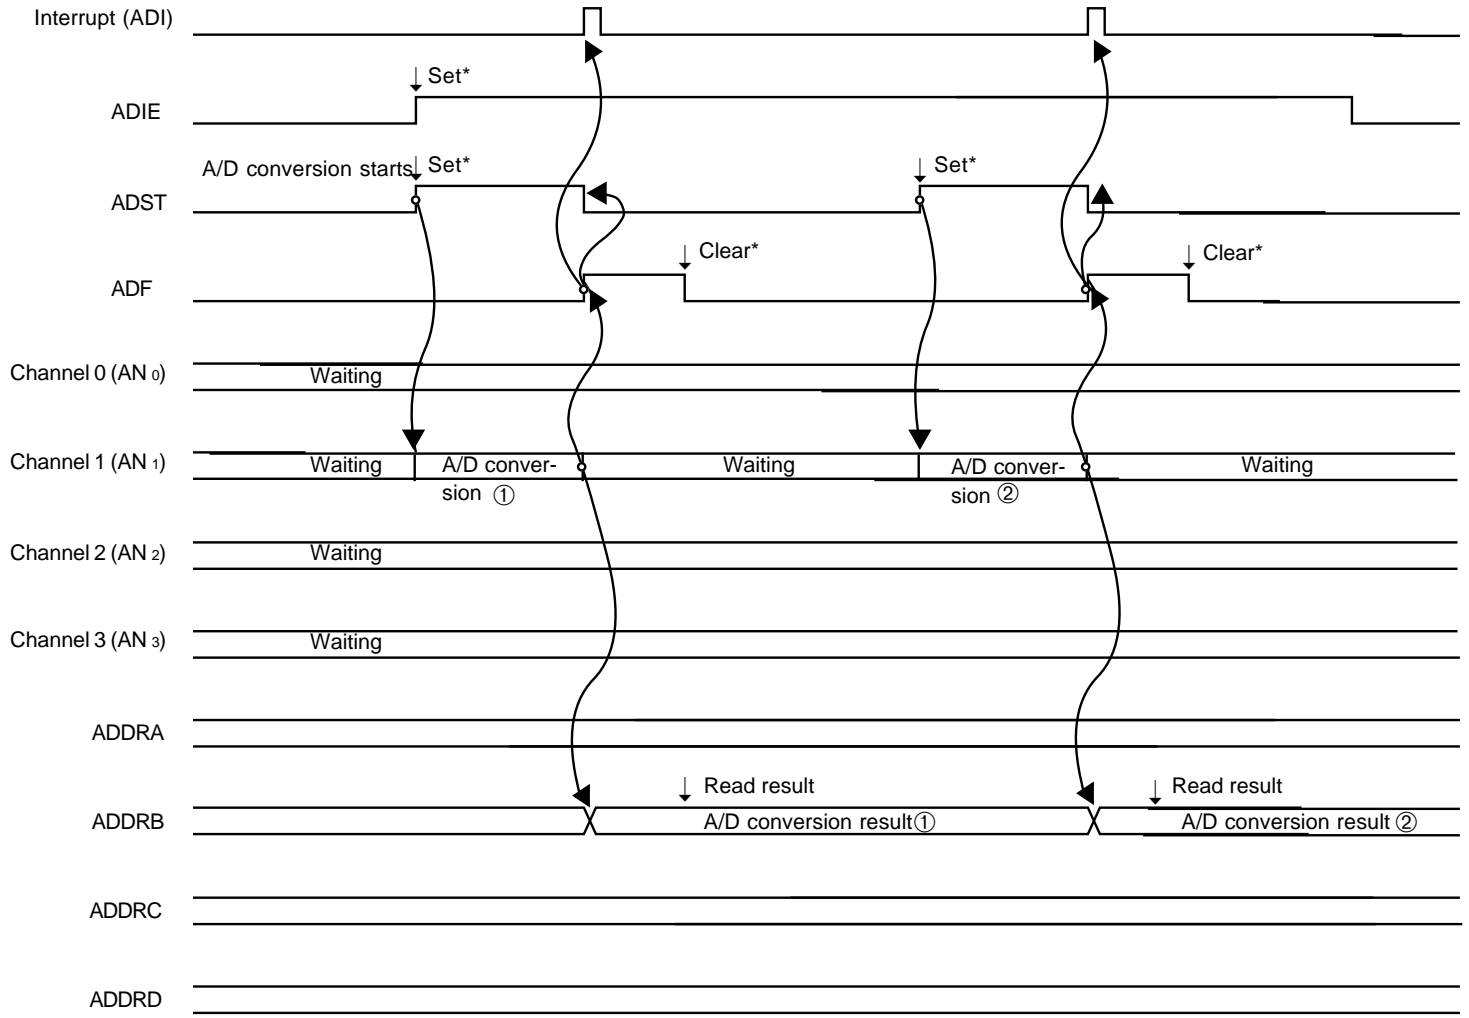 Interrupt (ADI)
Set*
ADIE
A/D conversion starts
Set*
Set*
ADST
Clear*
Clear*
ADF
Channel 0 (AN 0)
Waiting
Channel 1 (AN 1)
Waiting
A/D conver-
sion ①
Waiting
A/D conver-
sion ②
Waiting
Channel 2 (AN 2)
Waiting
Channel 3 (AN 3)
Waiting
ADDRA
Read result
Read result
ADDRB
A/D conversion result①
A/D conversion result ②
ADDRC
ADDRD